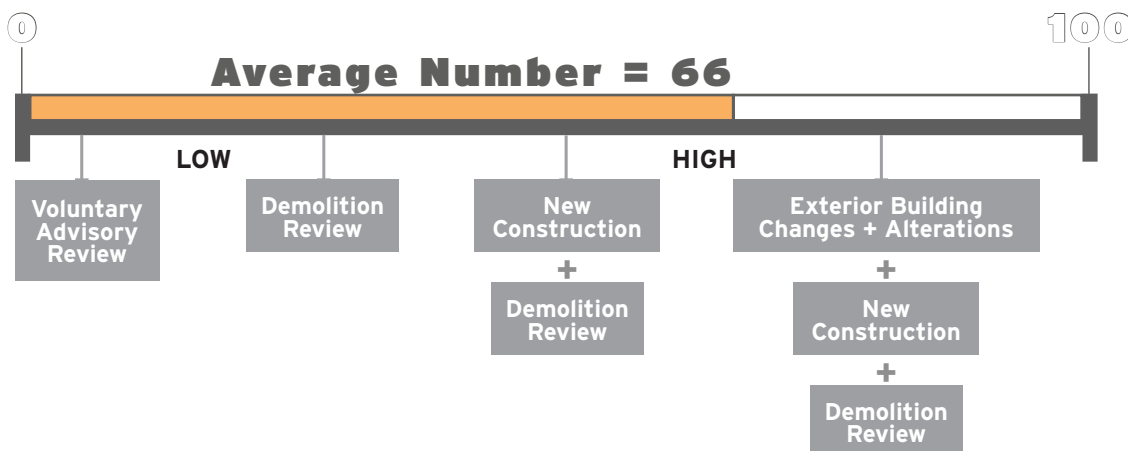 0
100
Average Number = 66
LOW
HIGH
Voluntary
Advisory
Review
Demolition
Review
New
Construction
+
Demolition
Review
Exterior Building
Changes + Alterations
+
New
Construction
+
Demolition
Review